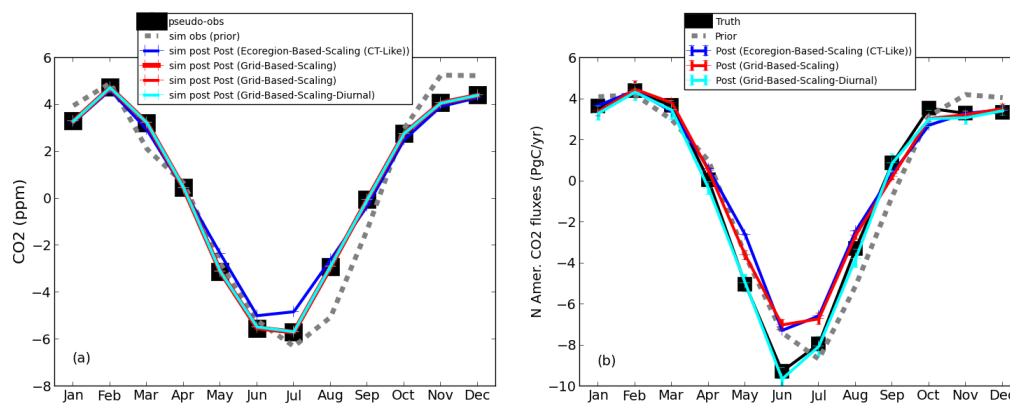 pseudo-obs
sim obs (prior)
sim post Post (Ecoregion-Based-Scaling (CT-Like))
sim post Post (Grid-Based-Scaling)
sim post Post (Grid-Based-Scaling)
sim post Post (Grid-Based-Scaling-Diurnal)
6
4
2
0
−2
−4
−6
−8
CO2 (ppm)
(a)
Jan Feb Mar Apr May Jun Jul Aug Sep Oct Nov Dec
Truth
Prior
Post (Ecoregion-Based-Scaling (CT-Like))
Post (Grid-Based-Scaling)
Post (Grid-Based-Scaling-Diurnal)
6
4
2
0
−2
−4
−6
−8
−10
N Amer. CO2 fluxes (PgC/yr)
(b)
Jan Feb Mar Apr May Jun Jul Aug Sep Oct Nov Dec